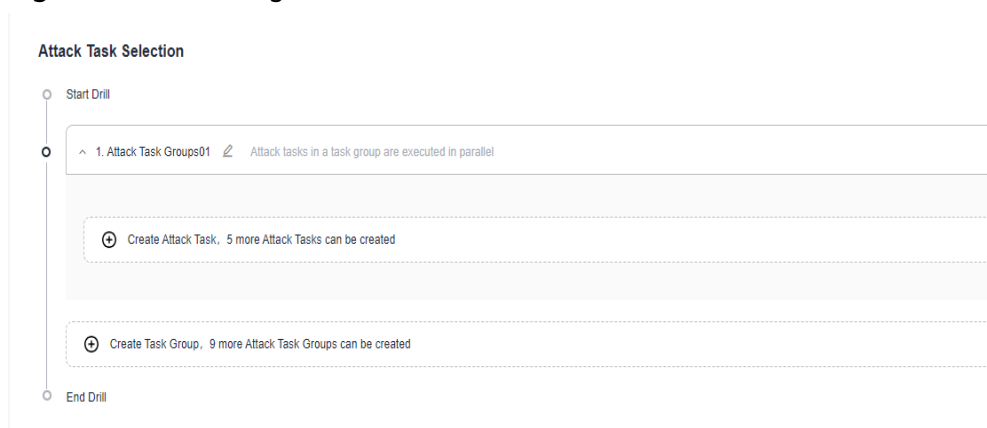 Attack Task Selection
Start Drill
1. Attack Task Groups01 Attack tasks in a task group are executed in parallel
Create Attack Task, 5 more Attack Tasks can be created
Create Task Group, 9 more Attack Task Groups can be created
End Drill